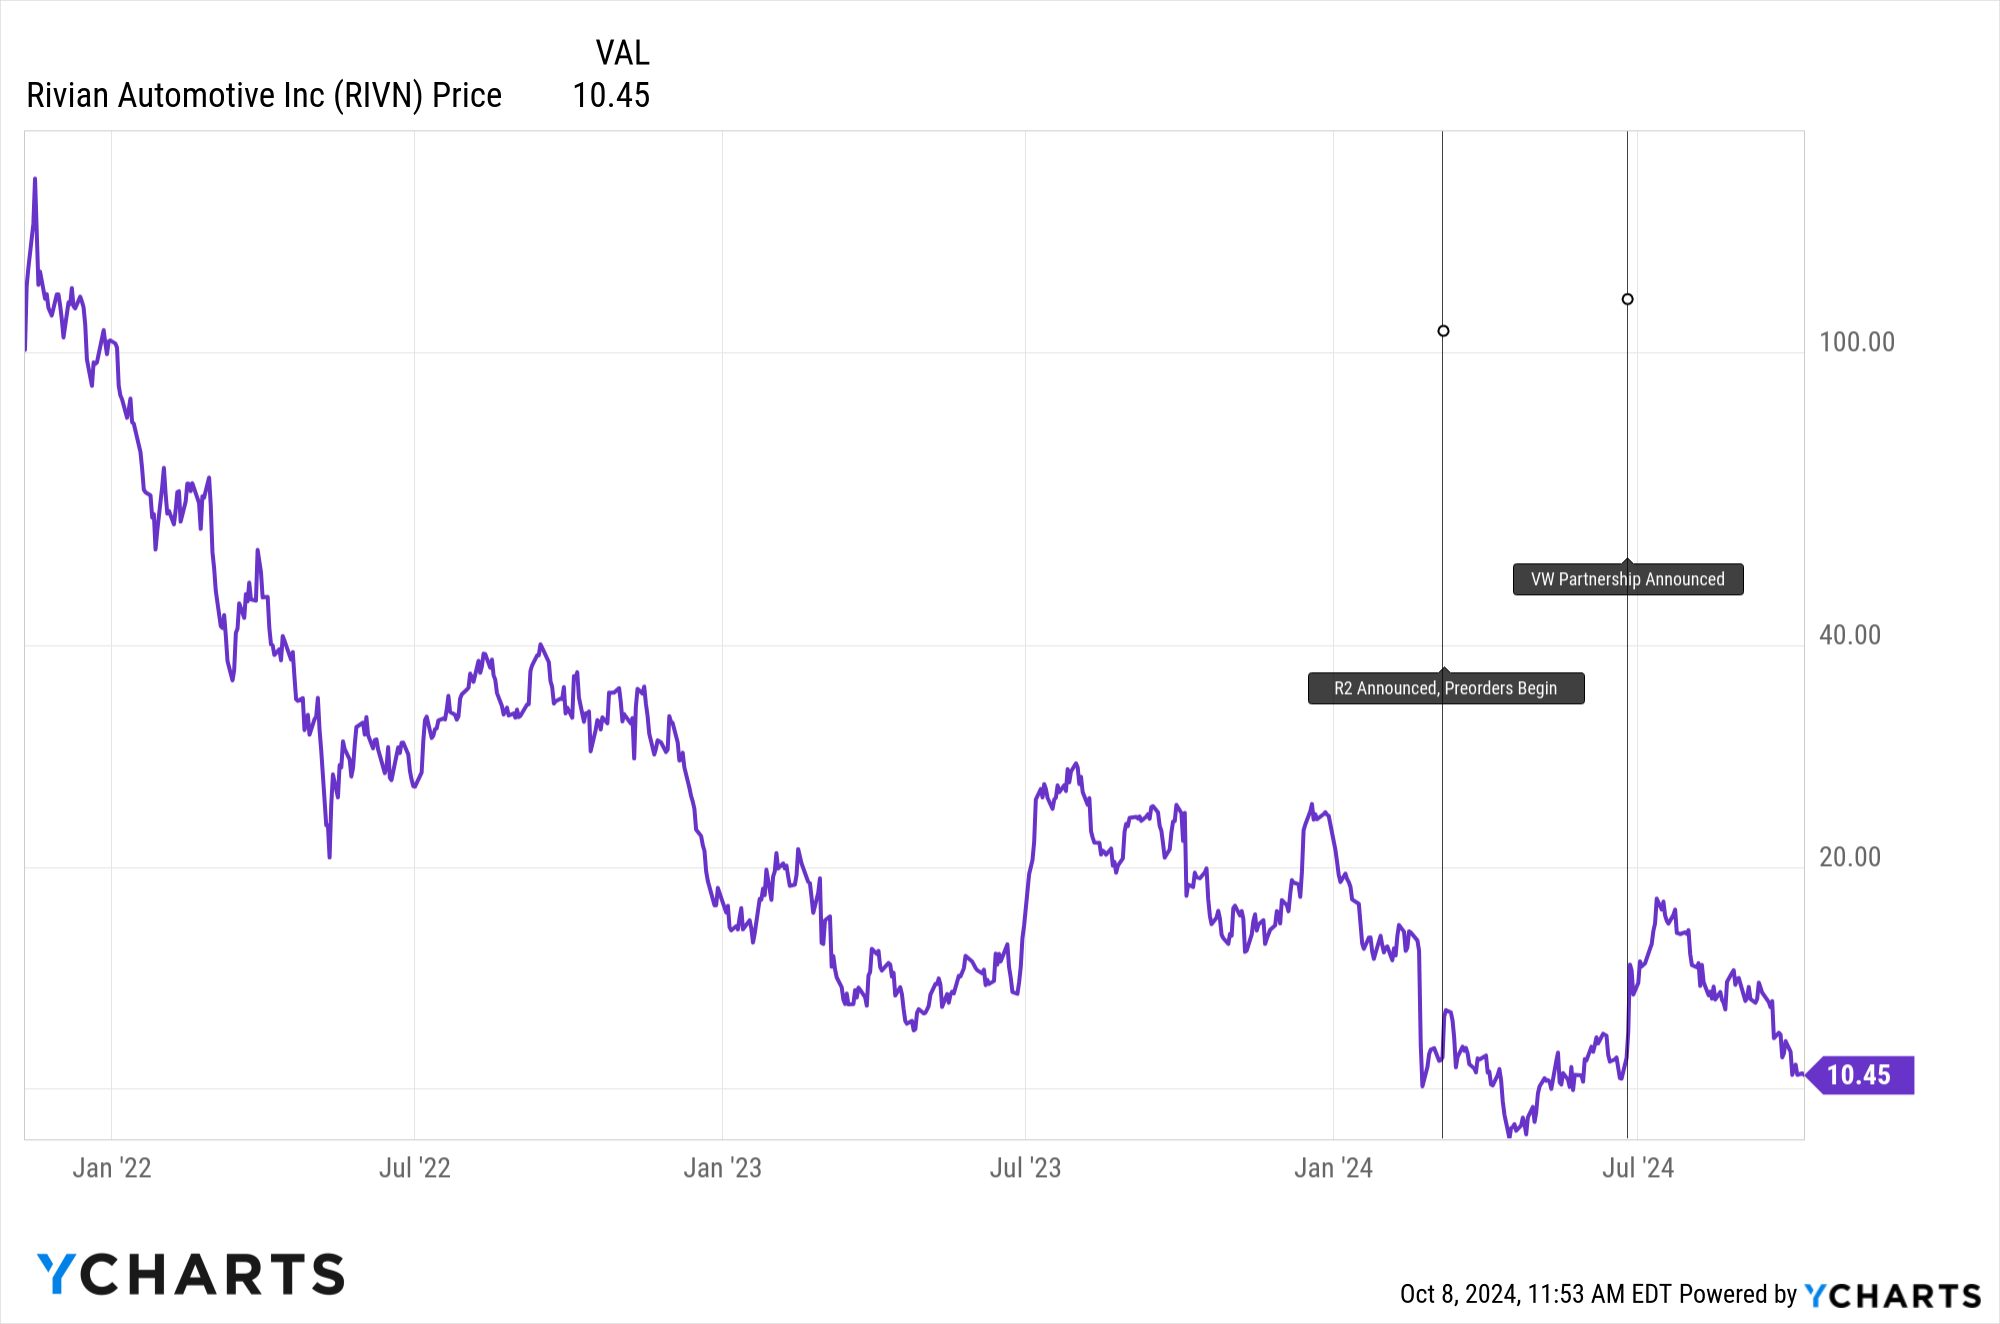 VAL
Rivian Automotive Inc (RIVN) Price 10.45
100.00
VW Partnership Announced
40.00
R2 Announced, Preorders Begin
20.00
10.45
Jan '22 Jul '22 Jan '23 Jul '23 Jan '24 Jul '24
YCHARTS
Oct 8, 2024, 11:53 AM EDT Powered by YCHARTS